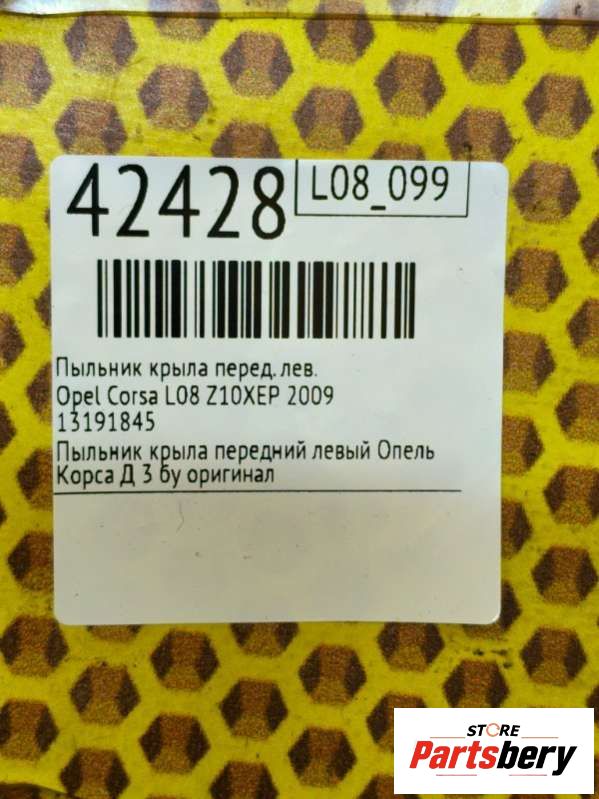 42428
L08_099
Пыльник крыла перед. лев.
Opel Corsa L08 Z10XEP 2009
13191845
Пыльник крыла передний левый Опель
Корса Д 3 бу оригинал
STORE
Partsbery